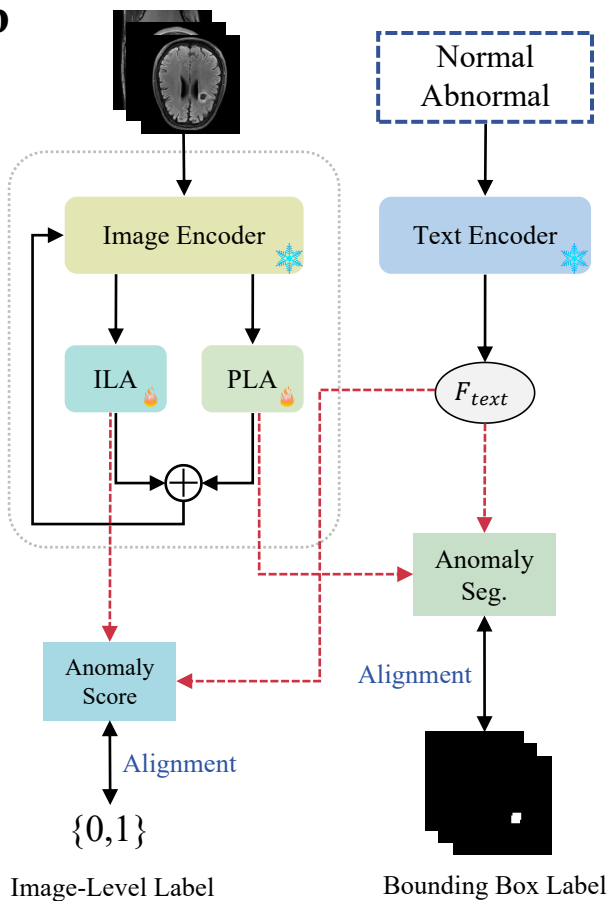 b
Normal
Abnormal
Image Encoder
Text Encoder
ILA
PLA
F_text
Anomaly
Seg.
Anomaly
Score
Alignment
Alignment
{0,1}
Image-Level Label
Bounding Box Label